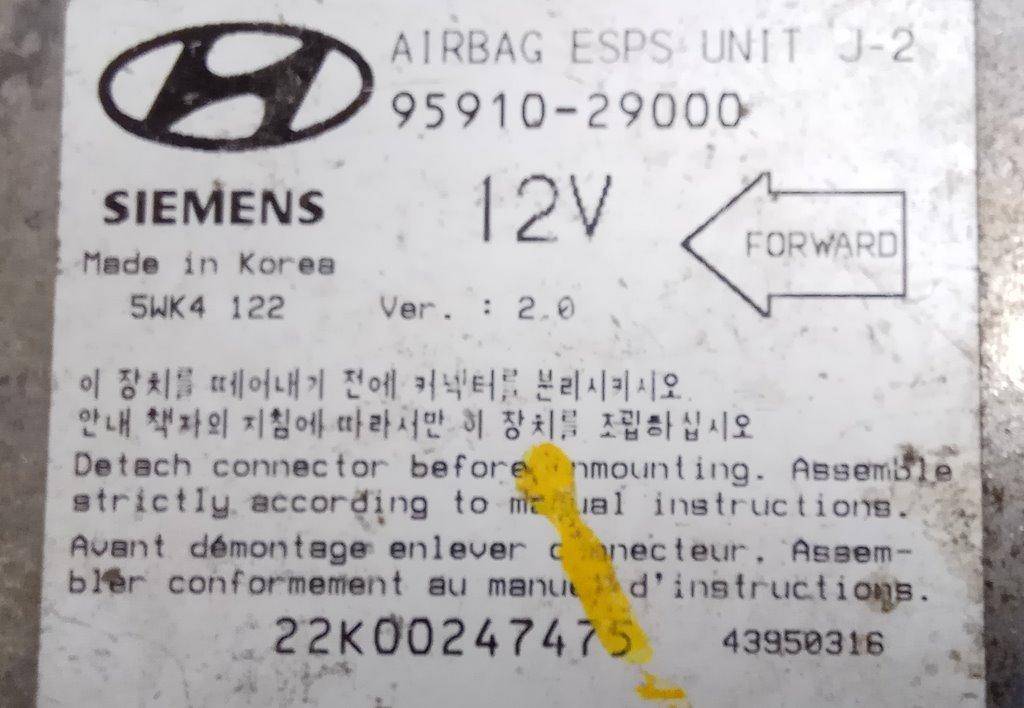 AIRBAG ESPS UNIT J-2
95910-29000
SIEMENS
12V
FORWARD
Made in Korea
5WK4 122 Ver. : 2.0
이 장치를 떼어내기 전에 커넥터를 분리시키시오.
안내 책자의 지침에 따라서만 이 장치를 조립하십시오
Detach connector before unmounting. Assemble
strictly according to manual instructions.
Avant démontage enlever connecteur. Assem-
bler conformement au manuel d'instructions.
22K00247475 43950316